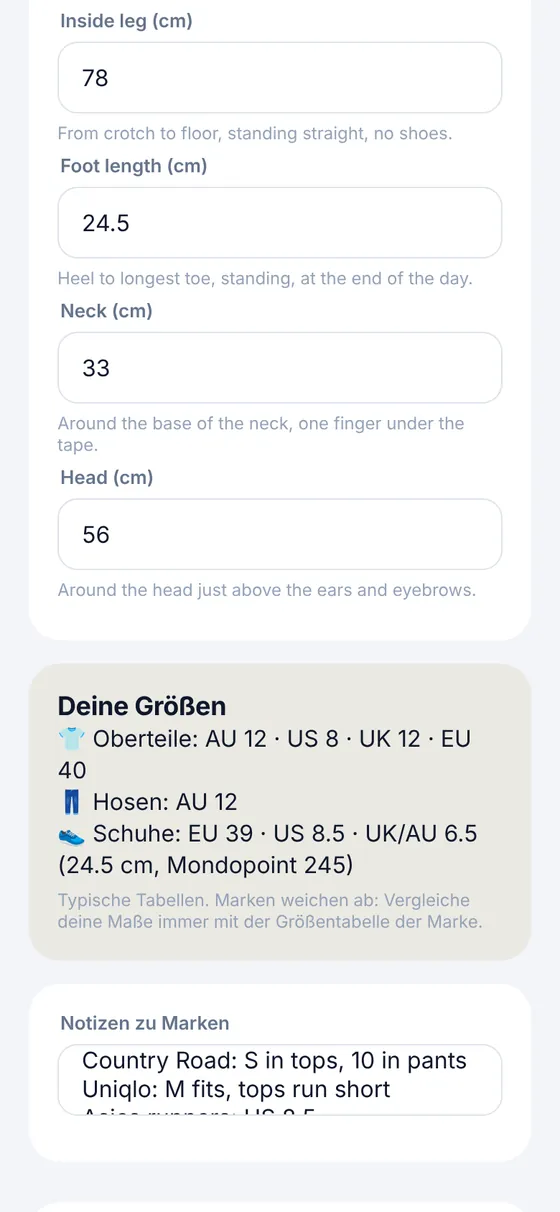 Inside leg (cm)
78
From crotch to floor, standing straight, no shoes.
Foot length (cm)
24.5
Heel to longest toe, standing, at the end of the day.
Neck (cm)
33
Around the base of the neck, one finger under the
tape.
Head (cm)
56
Around the head just above the ears and eyebrows.
Deine Größen
👕 Oberteile: AU 12 · US 8 · UK 12 · EU
40
👖 Hosen: AU 12
👟 Schuhe: EU 39 · US 8.5 · UK/AU 6.5
(24.5 cm, Mondopoint 245)
Typische Tabellen. Marken weichen ab: Vergleiche
deine Maße immer mit der Größentabelle der Marke.
Notizen zu Marken
Country Road: S in tops, 10 in pants
Uniqlo: M fits, tops run short
Asics runners: US 8.5